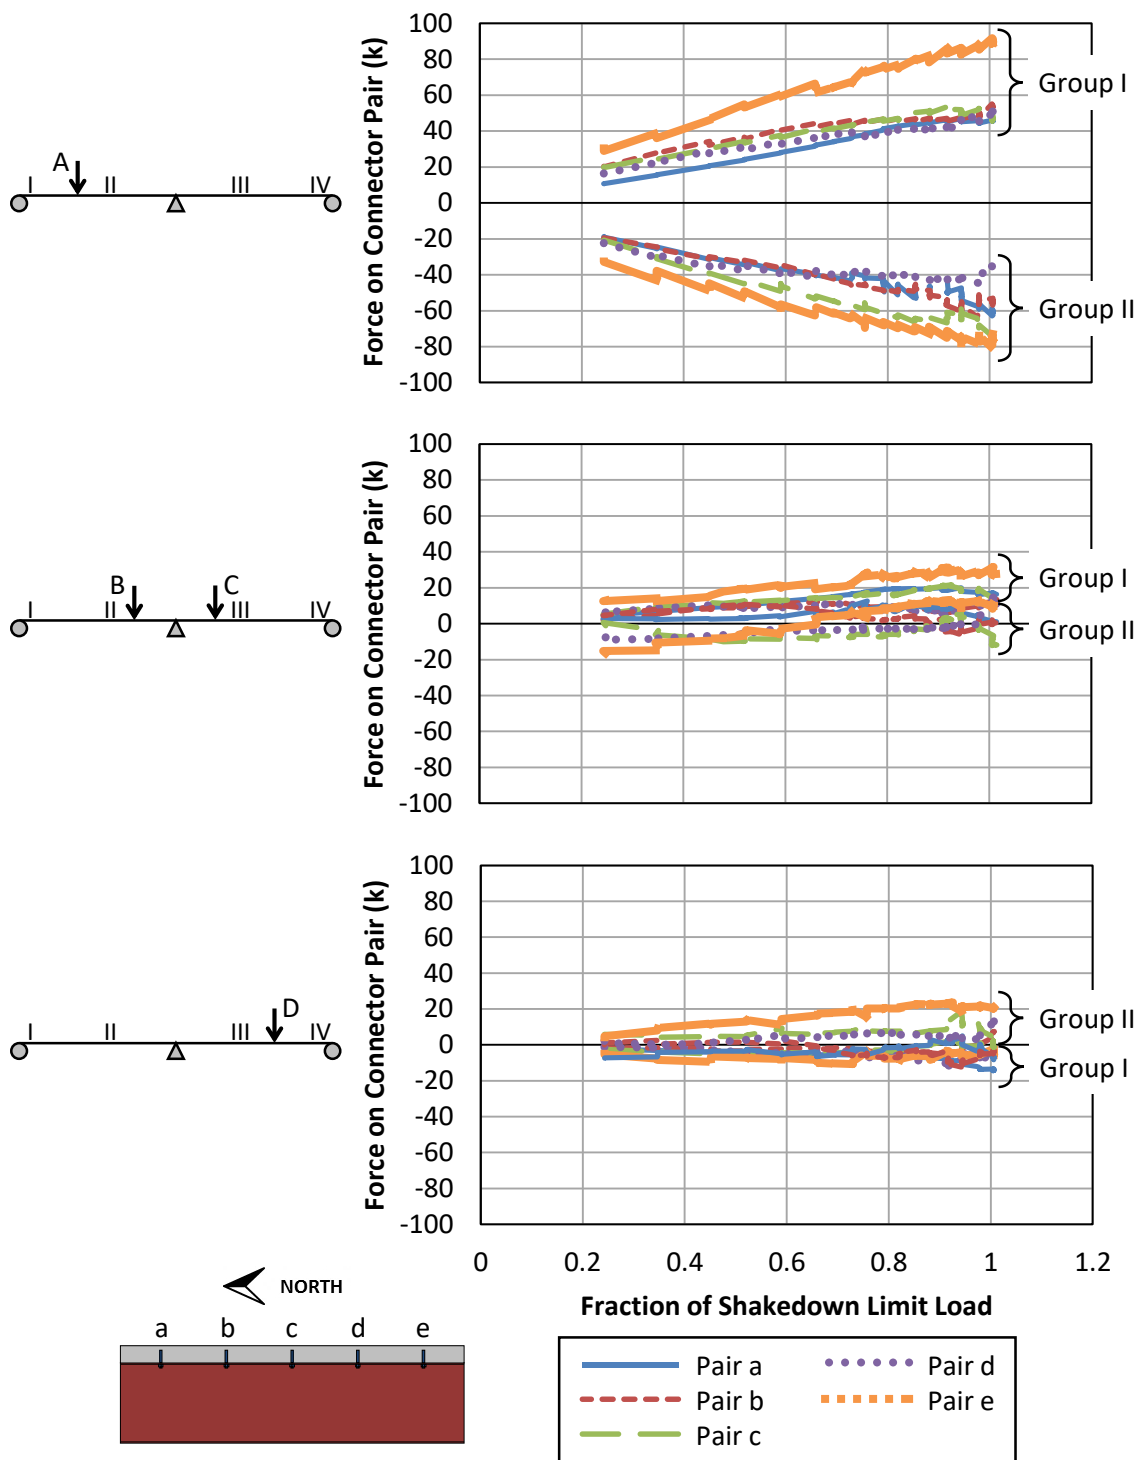 Force on Connector Pair (k)
100
80
60
40
20
0
-20
-40
-60
-80
-100
A
I II III IV
Group I
Group II
Force on Connector Pair (k)
100
80
60
40
20
0
-20
-40
-60
-80
-100
B C
I II III IV
Group I
Group II
Force on Connector Pair (k)
100
80
60
40
20
0
-20
-40
-60
-80
-100
D
I II III IV
Group II
Group I
0 0.2 0.4 0.6 0.8 1 1.2
Fraction of Shakedown Limit Load
NORTH
a b c d e
Pair a Pair d
Pair b Pair e
Pair c